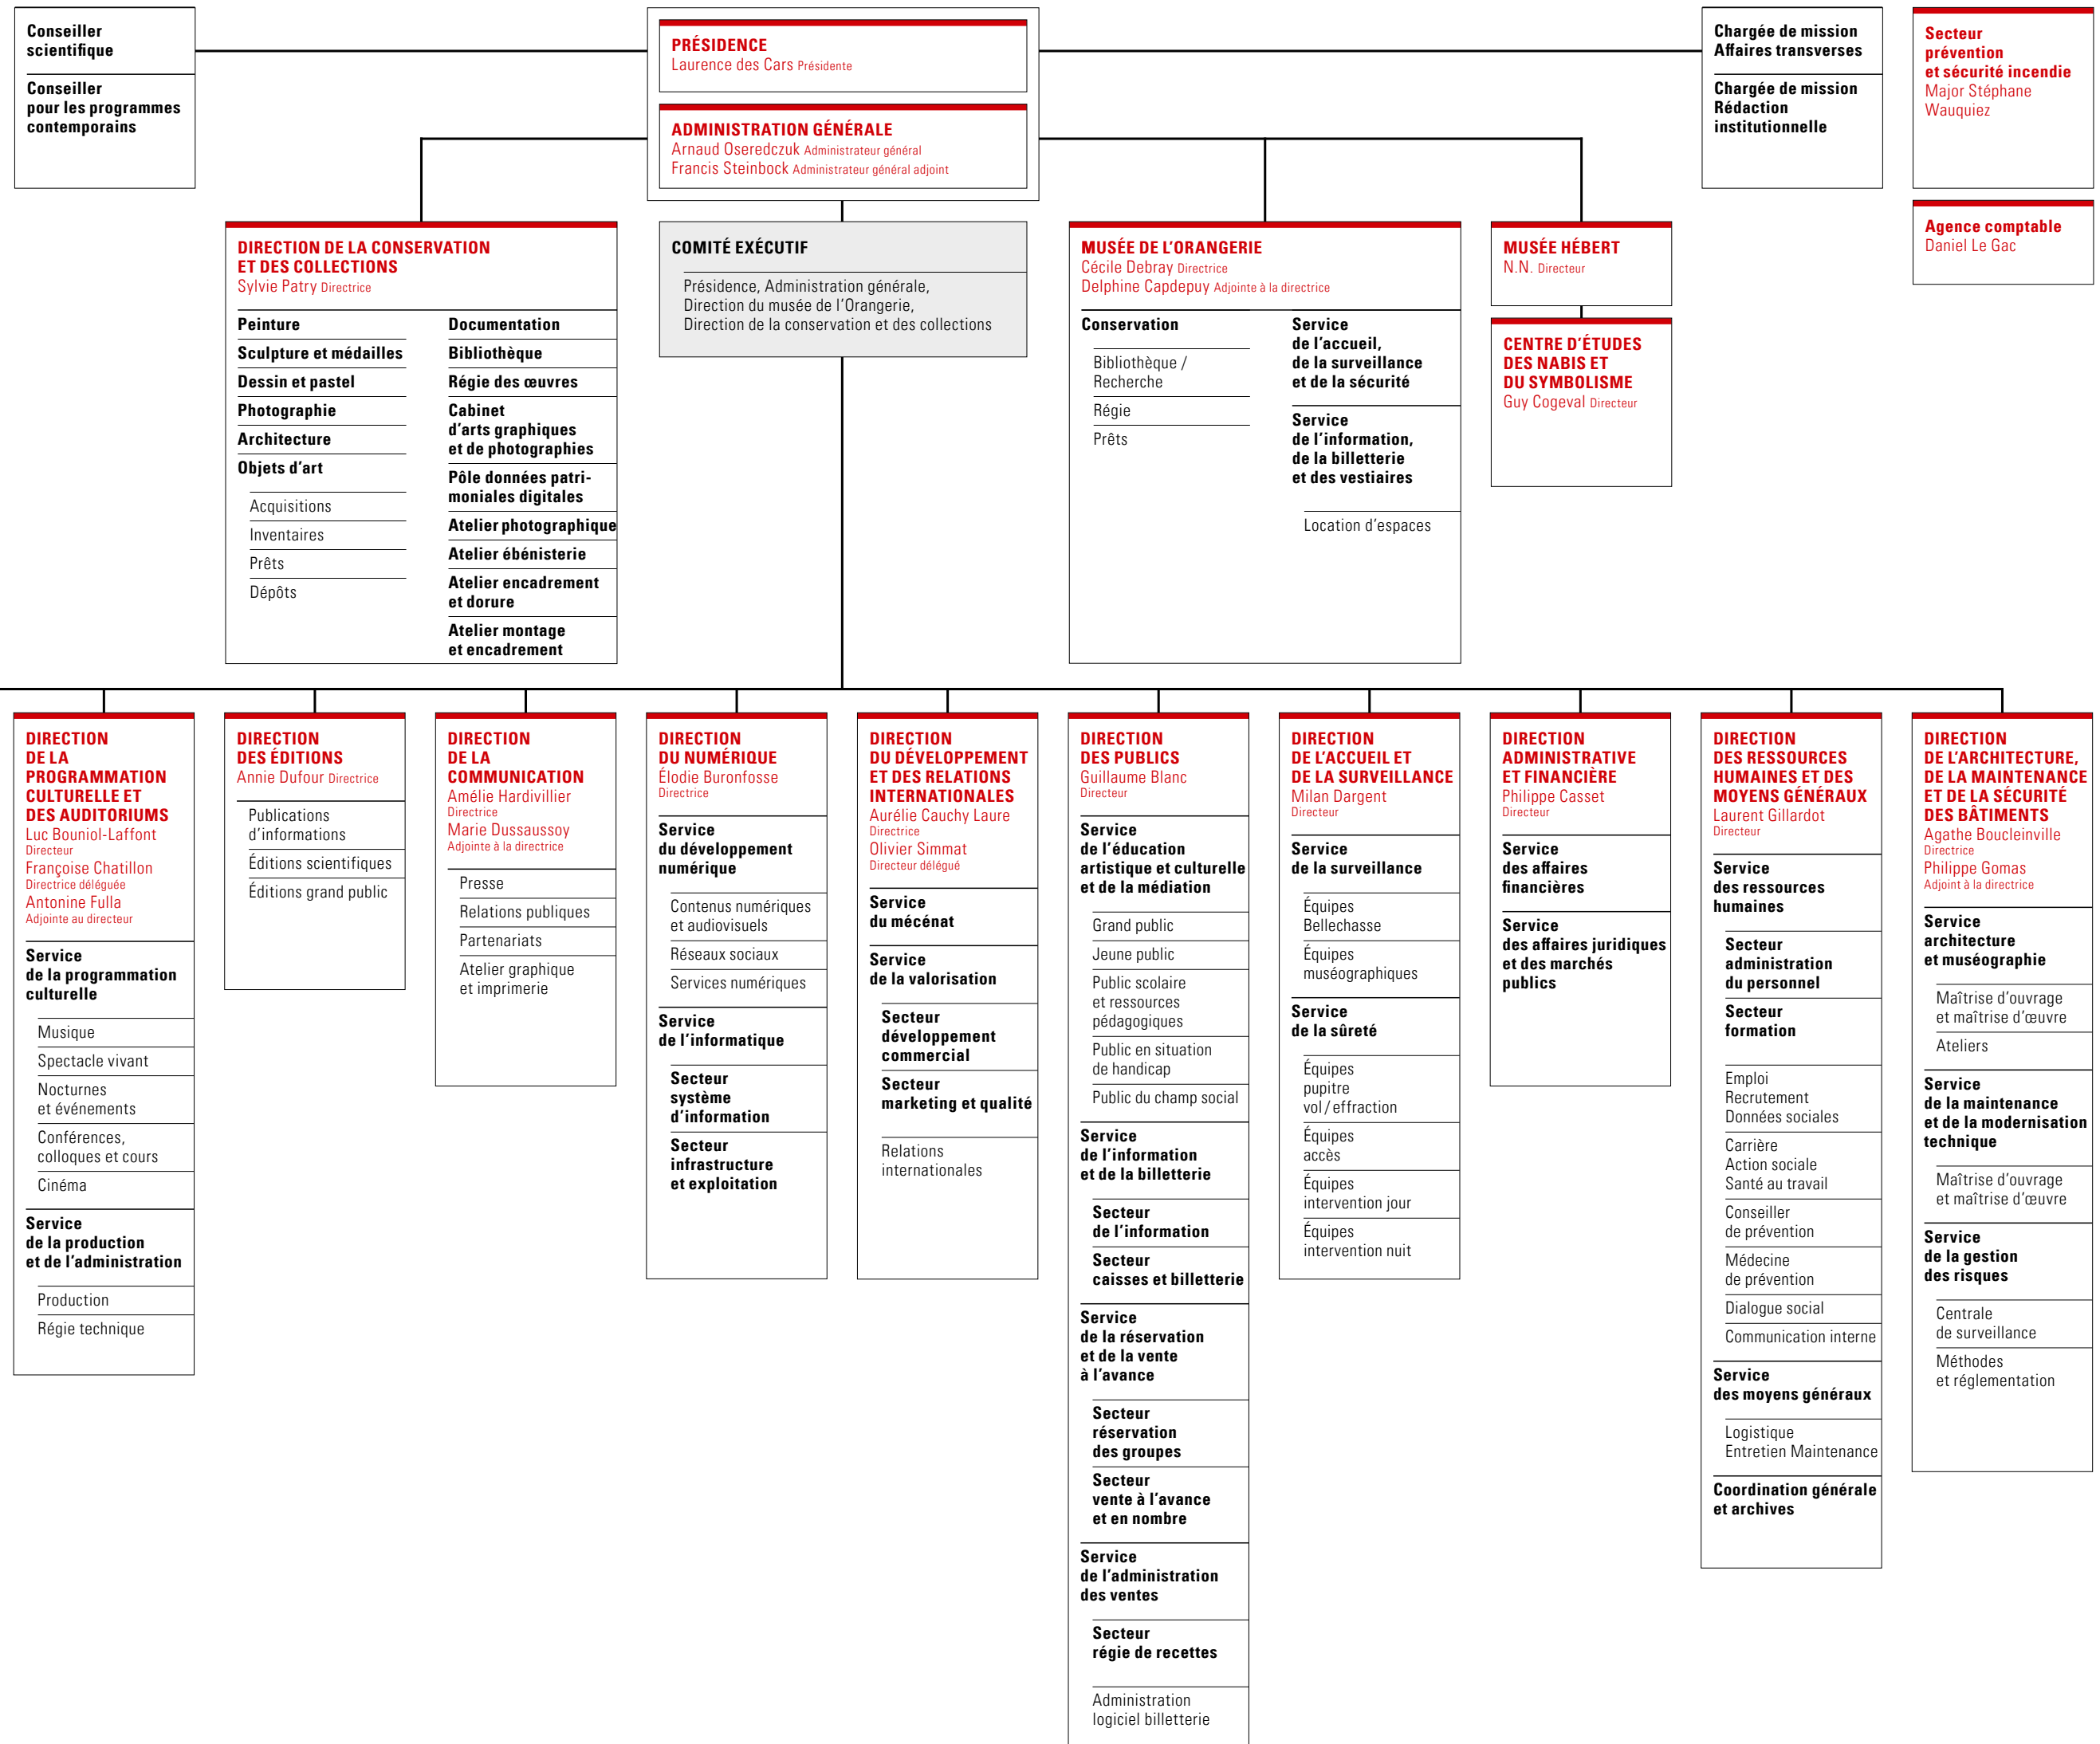 Conseiller
scientifique
Conseiller
pour les programmes
contemporains
PRÉSIDENCE
Laurence des Cars Présidente
ADMINISTRATION GÉNÉRALE
Arnaud Oseredczuk Administrateur général
Francis Steinbock Administrateur général adjoint
Chargée de mission
Affaires transverses
Chargée de mission
Rédaction
institutionnelle
Secteur
prévention
et sécurité incendie
Major Stéphane
Wauquiez
Agence comptable
Daniel Le Gac
DIRECTION DE LA CONSERVATION
ET DES COLLECTIONS
Sylvie Patry Directrice
Peinture
Sculpture et médailles
Dessin et pastel
Photographie
Architecture
Objets d'art
Acquisitions
Inventaires
Prêts
Dépôts
Documentation
Bibliothèque
Régie des œuvres
Cabinet
d'arts graphiques
et de photographies
Pôle données patri-
moniales digitales
Atelier photographique
Atelier ébénisterie
Atelier encadrement
et dorure
Atelier montage
et encadrement
COMITÉ EXÉCUTIF
Présidence, Administration générale,
Direction du musée de l'Orangerie,
Direction de la conservation et des collections
MUSÉE DE L'ORANGERIE
Cécile Debray Directrice
Delphine Capdepuy Adjointe à la directrice
Conservation
Bibliothèque /
Recherche
Régie
Prêts
Service
de l'accueil,
de la surveillance
et de la sécurité
Service
de l'information,
de la billetterie
et des vestiaires
Location d'espaces
MUSÉE HÉBERT
N.N. Directeur
CENTRE D'ÉTUDES
DES NABIS ET
DU SYMBOLISME
Guy Cogeval Directeur
DIRECTION
DE LA
PROGRAMMATION
CULTURELLE ET
DES AUDITORIUMS
Luc Bouniol-Laffont
Directeur
Françoise Chatillon
Directrice déléguée
Antonine Fulla
Adjointe au directeur
Service
de la programmation
culturelle
Musique
Spectacle vivant
Nocturnes
et événements
Conférences,
colloques et cours
Cinéma
Service
de la production
et de l'administration
Production
Régie technique
DIRECTION
DES ÉDITIONS
Annie Dufour Directrice
Publications
d'informations
Éditions scientifiques
Éditions grand public
DIRECTION
DE LA
COMMUNICATION
Amélie Hardivillier
Directrice
Marie Dussaussoy
Adjointe à la directrice
Presse
Relations publiques
Partenariats
Atelier graphique
et imprimerie
DIRECTION
DU NUMÉRIQUE
Élodie Buronfosse
Directrice
Service
du développement
numérique
Contenus numériques
et audiovisuels
Réseaux sociaux
Services numériques
Service
de l'informatique
Secteur
système
d'information
Secteur
infrastructure
et exploitation
DIRECTION
DU DÉVELOPPEMENT
ET DES RELATIONS
INTERNATIONALES
Aurélie Cauchy Laure
Directrice
Olivier Simmat
Directeur délégué
Service
du mécénat
Service
de la valorisation
Secteur
développement
commercial
Secteur
marketing et qualité
Relations
internationales
DIRECTION
DES PUBLICS
Guillaume Blanc
Directeur
Service
de l'éducation
artistique et culturelle
et de la médiation
Grand public
Jeune public
Public scolaire
et ressources
pédagogiques
Public en situation
de handicap
Public du champ social
Service
de l'information
et de la billetterie
Secteur
de l'information
Secteur
caisses et billetterie
Service
de la réservation
et de la vente
à l'avance
Secteur
réservation
des groupes
Secteur
vente à l'avance
et en nombre
Service
de l'administration
des ventes
Secteur
régie de recettes
Administration
logiciel billetterie
DIRECTION
DE L'ACCUEIL ET
DE LA SURVEILLANCE
Milan Dargent
Directeur
Service
de la surveillance
Équipes
Bellechasse
Équipes
muséographiques
Service
de la sûreté
Équipes
pupitre
vol / effraction
Équipes
accès
Équipes
intervention jour
Équipes
intervention nuit
DIRECTION
ADMINISTRATIVE
ET FINANCIÈRE
Philippe Casset
Directeur
Service
des affaires
financières
Service
des affaires juridiques
et des marchés
publics
DIRECTION
DES RESSOURCES
HUMAINES ET DES
MOYENS GÉNÉRAUX
Laurent Gillardot
Directeur
Service
des ressources
humaines
Secteur
administration
du personnel
Secteur
formation
Emploi
Recrutement
Données sociales
Carrière
Action sociale
Santé au travail
Conseiller
de prévention
Médecine
de prévention
Dialogue social
Communication interne
Service
des moyens généraux
Logistique
Entretien Maintenance
Coordination générale
et archives
DIRECTION
DE L'ARCHITECTURE,
DE LA MAINTENANCE
ET DE LA SÉCURITÉ
DES BÂTIMENTS
Agathe Boucleinville
Directrice
Philippe Gomas
Adjoint à la directrice
Service
architecture
et muséographie
Maîtrise d'ouvrage
et maîtrise d'œuvre
Ateliers
Service
de la maintenance
et de la modernisation
technique
Maîtrise d'ouvrage
et maîtrise d'œuvre
Service
de la gestion
des risques
Centrale
de surveillance
Méthodes
et réglementation